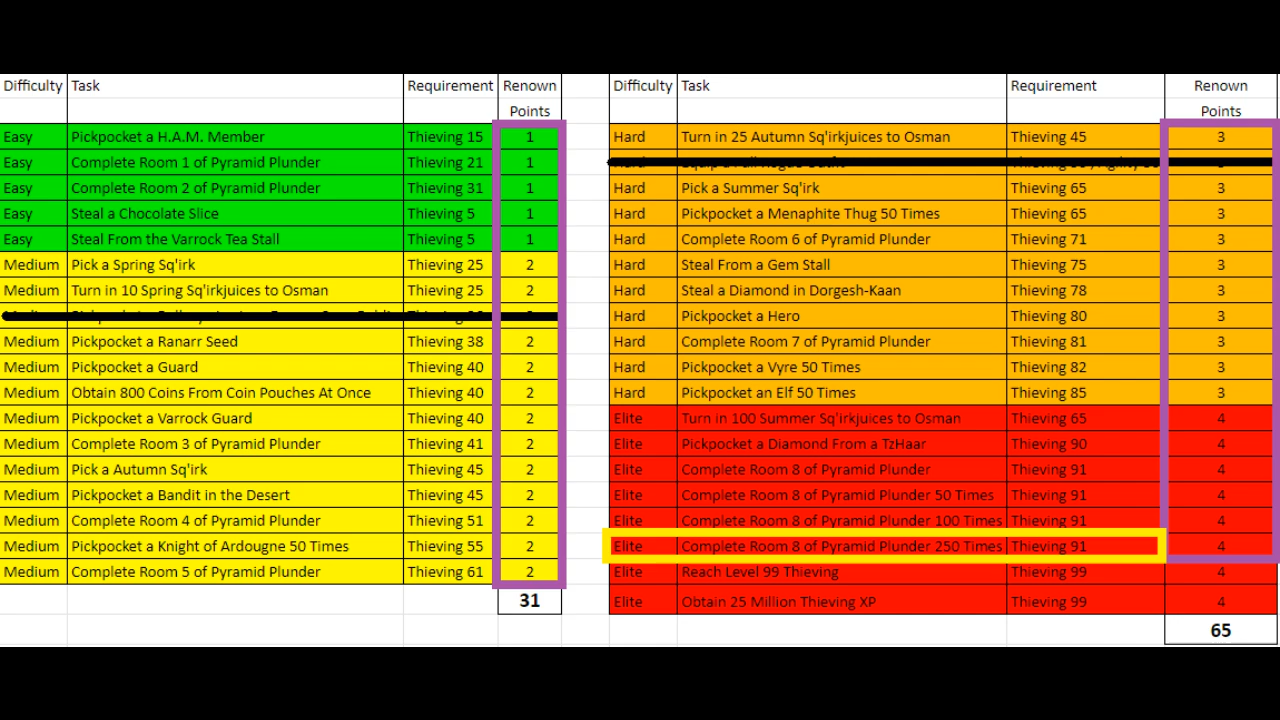 Difficulty Task Requirement Renown Points
Easy Pickpocket a H.A.M. Member Thieving 15 1
Easy Complete Room 1 of Pyramid Plunder Thieving 21 1
Easy Complete Room 2 of Pyramid Plunder Thieving 31 1
Easy Steal a Chocolate Slice Thieving 5 1
Easy Steal From the Varrock Tea Stall Thieving 5 1
Medium Pick a Spring Sq'irk Thieving 25 2
Medium Turn in 10 Spring Sq'irkjuices to Osman Thieving 25 2
Medium Pickpocket a Ranarr Seed Thieving 38 2
Medium Pickpocket a Guard Thieving 40 2
Medium Obtain 800 Coins From Coin Pouches At Once Thieving 40 2
Medium Pickpocket a Varrock Guard Thieving 40 2
Medium Complete Room 3 of Pyramid Plunder Thieving 41 2
Medium Pick a Autumn Sq'irk Thieving 45 2
Medium Pickpocket a Bandit in the Desert Thieving 45 2
Medium Complete Room 4 of Pyramid Plunder Thieving 51 2
Medium Pickpocket a Knight of Ardougne 50 Times Thieving 55 2
Medium Complete Room 5 of Pyramid Plunder Thieving 61 2
31
Difficulty Task Requirement Renown Points
Hard Turn in 25 Autumn Sq'irkjuices to Osman Thieving 45 3
Hard Pick a Summer Sq'irk Thieving 65 3
Hard Pickpocket a Menaphite Thug 50 Times Thieving 65 3
Hard Complete Room 6 of Pyramid Plunder Thieving 71 3
Hard Steal From a Gem Stall Thieving 75 3
Hard Steal a Diamond in Dorgesh-Kaan Thieving 78 3
Hard Pickpocket a Hero Thieving 80 3
Hard Complete Room 7 of Pyramid Plunder Thieving 81 3
Hard Pickpocket a Vyre 50 Times Thieving 82 3
Hard Pickpocket an Elf 50 Times Thieving 85 3
Elite Turn in 100 Summer Sq'irkjuices to Osman Thieving 65 4
Elite Pickpocket a Diamond From a TzHaar Thieving 90 4
Elite Complete Room 8 of Pyramid Plunder Thieving 91 4
Elite Complete Room 8 of Pyramid Plunder 50 Times Thieving 91 4
Elite Complete Room 8 of Pyramid Plunder 100 Times Thieving 91 4
Elite Complete Room 8 of Pyramid Plunder 250 Times Thieving 91 4
Elite Reach Level 99 Thieving Thieving 99 4
Elite Obtain 25 Million Thieving XP Thieving 99 4
65